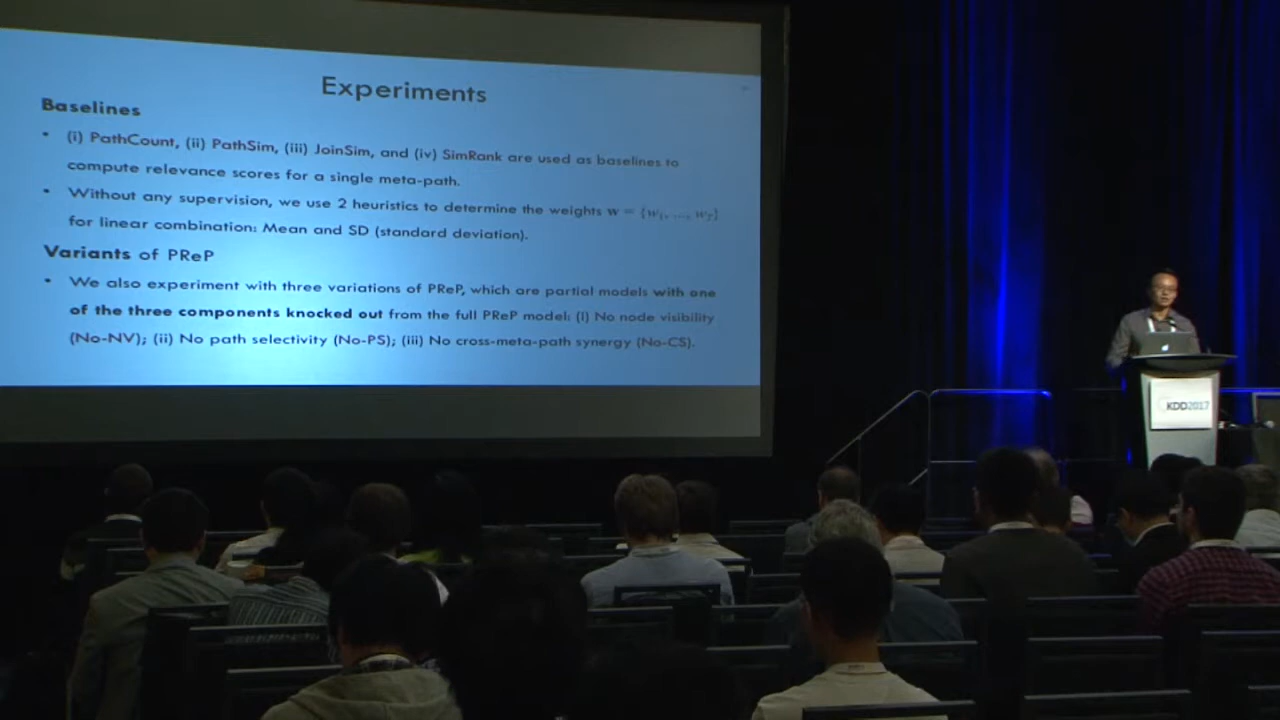 Experiments
Baselines
• (i) PathCount, (ii) PathSim, (iii) JoinSim, and (iv) SimRank are used as baselines to
compute relevance scores for a single meta-path.
• Without any supervision, we use 2 heuristics to determine the weights w = {w₁, ..., w_T}
for linear combination: Mean and SD (standard deviation).
Variants of PReP
• We also experiment with three variations of PReP, which are partial models with one
of the three components knocked out from the full PReP model: (i) No node visibility
(No-NV); (ii) No path selectivity (No-PS); (iii) No cross-meta-path synergy (No-CS).
KDD2017